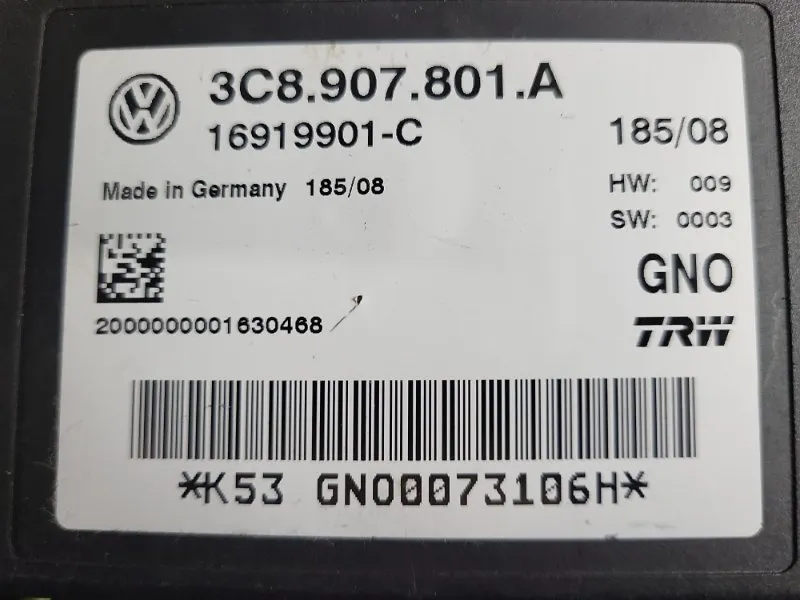 3C8.907.801.A
16919901-C 185/08
Made in Germany 185/08 HW: 009
SW: 0003
GNO
2000000001630468 TRW
*K53 GNO0073106H*